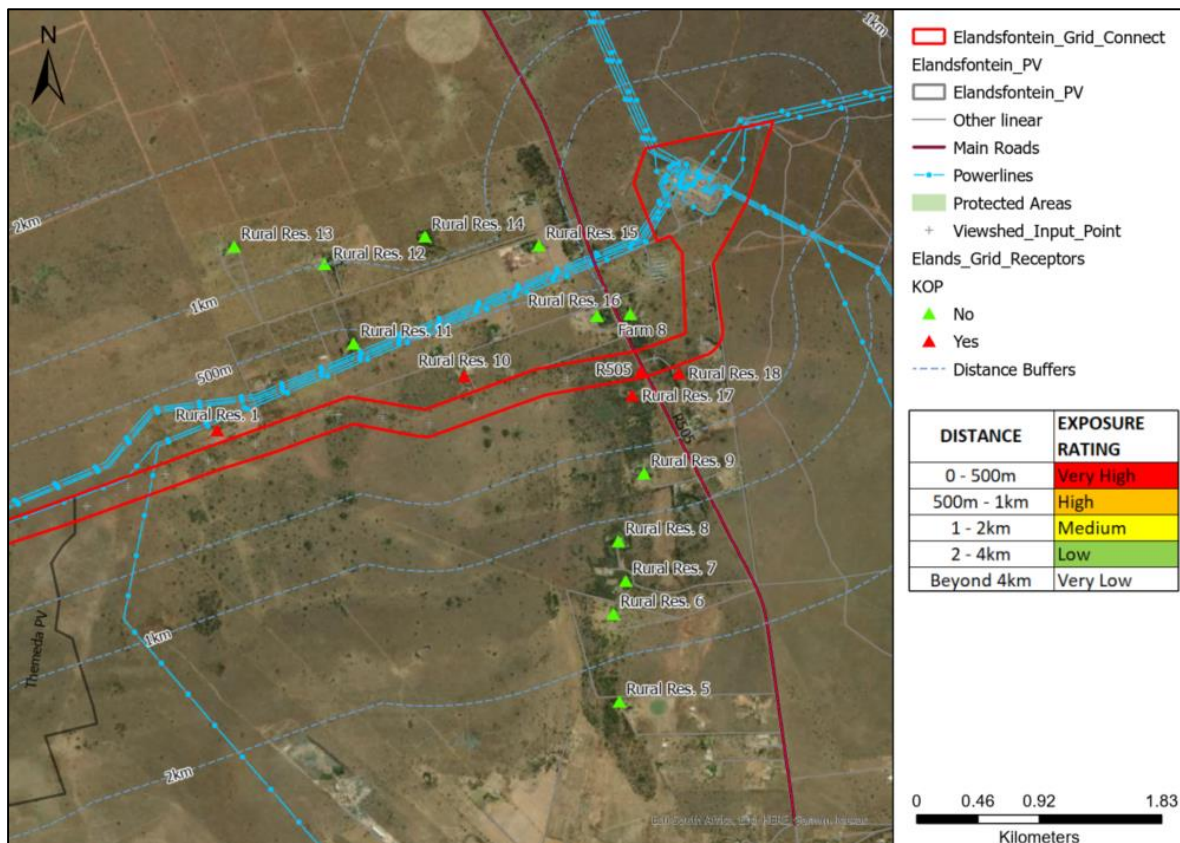 N
1km
2km
Rural Res. 14
Rural Res. 13
Rural Res. 15
Rural Res. 12
1km
Rural Res. 16
Farm 8
Rural Res. 11
500m
Rural Res. 10
R505
Rural Res. 18
Rural Res. 17
Rural Res. 1
R505
Rural Res. 9
Rural Res. 8
Rural Res. 7
Rural Res. 6
1km
Themeda PV
Rural Res. 5
2km
Elandsfontein_Grid_Connect
Elandsfontein_PV
Elandsfontein_PV
Other linear
Main Roads
Powerlines
Protected Areas
Viewshed_Input_Point
Elands_Grid_Receptors
KOP
No
Yes
Distance Buffers
DISTANCE EXPOSURE RATING
0 - 500m Very High
500m - 1km High
1 - 2km Medium
2 - 4km Low
Beyond 4km Very Low
0 0.46 0.92 1.83
Kilometers